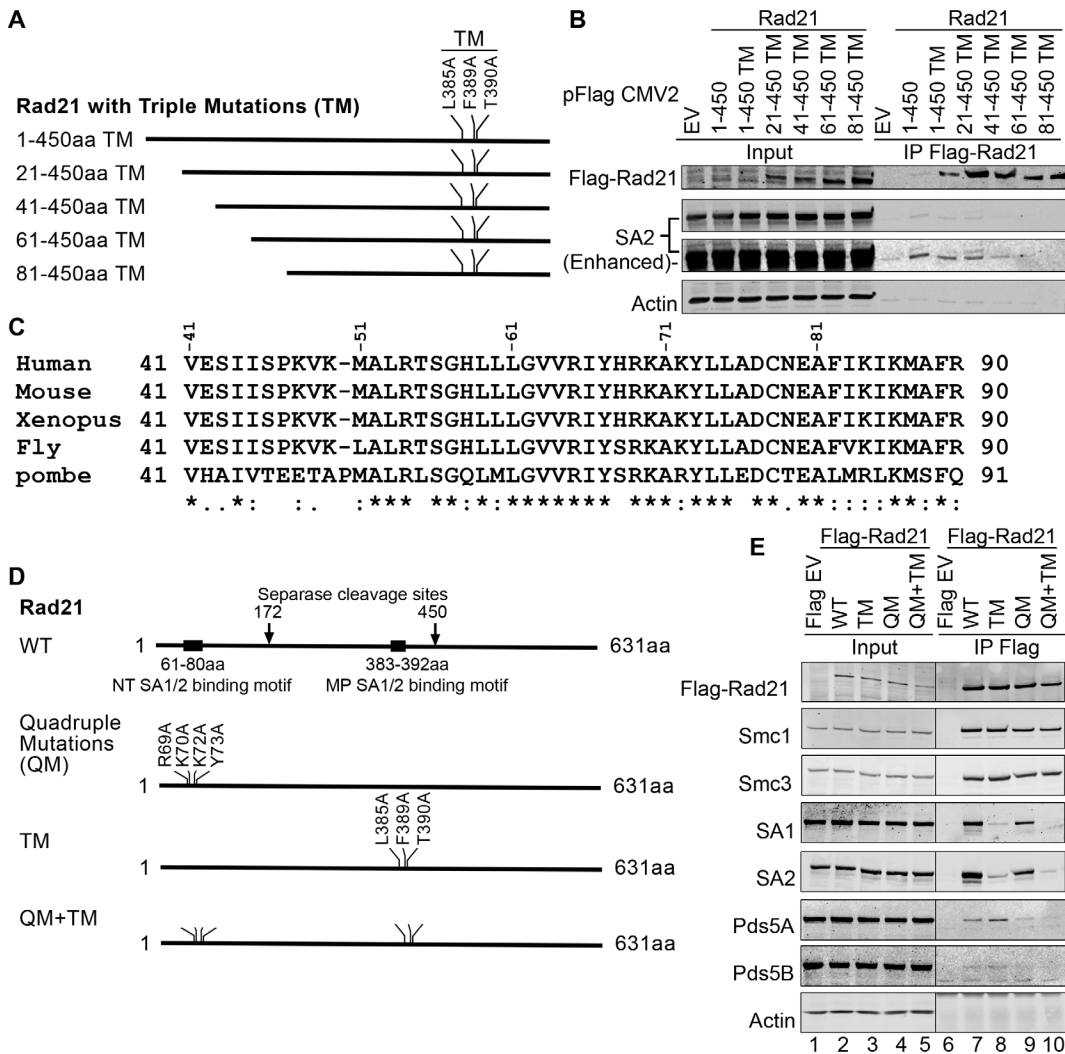 A
TM
L385A
F389A
T390A
Rad21 with Triple Mutations (TM)
1-450aa TM
21-450aa TM
41-450aa TM
61-450aa TM
81-450aa TM
B
Rad21
Rad21
pFlag CMV2
EV
1-450
1-450 TM
21-450 TM
41-450 TM
61-450 TM
81-450 TM
EV
1-450
1-450 TM
21-450 TM
41-450 TM
61-450 TM
81-450 TM
Input
IP Flag-Rad21
Flag-Rad21
SA2
(Enhanced)-
Actin
C
-41
-51
-61
-71
-81
Human 41 VESIISPKVK-MALRTSGHLLLGVVRIYHRKAKYLLADCNEAFIKIKMAFR 90
Mouse 41 VESIISPKVK-MALRTSGHLLLGVVRIYHRKAKYLLADCNEAFIKIKMAFR 90
Xenopus 41 VESIISPKVK-MALRTSGHLLLGVVRIYHRKAKYLLADCNEAFIKIKMAFR 90
Fly 41 VESIISPKVK-LALRTSGHLLLGVVRIYSRKAKYLLADCNEAFVKIKMAFR 90
pombe 41 VHAIVTEETAPMALRLSGQLMLGVVRIYSRKARYLLEDCTEALMRLKMSFQ 91
*..*: :. :*** **:*:******* ***:*** **.**::::**:*:
D
Rad21
Separase cleavage sites
172
450
WT
1
631aa
61-80aa
383-392aa
NT SA1/2 binding motif
MP SA1/2 binding motif
Quadruple
Mutations
(QM)
R69A
K70A
K72A
Y73A
1
631aa
L385A
F389A
T390A
TM
1
631aa
QM+TM
1
631aa
E
Flag-Rad21
Flag-Rad21
Flag EV
WT
TM
QM
QM+TM
Flag EV
WT
TM
QM
QM+TM
Input
IP Flag
Flag-Rad21
Smc1
Smc3
SA1
SA2
Pds5A
Pds5B
Actin
1 2 3 4 5 6 7 8 9 10